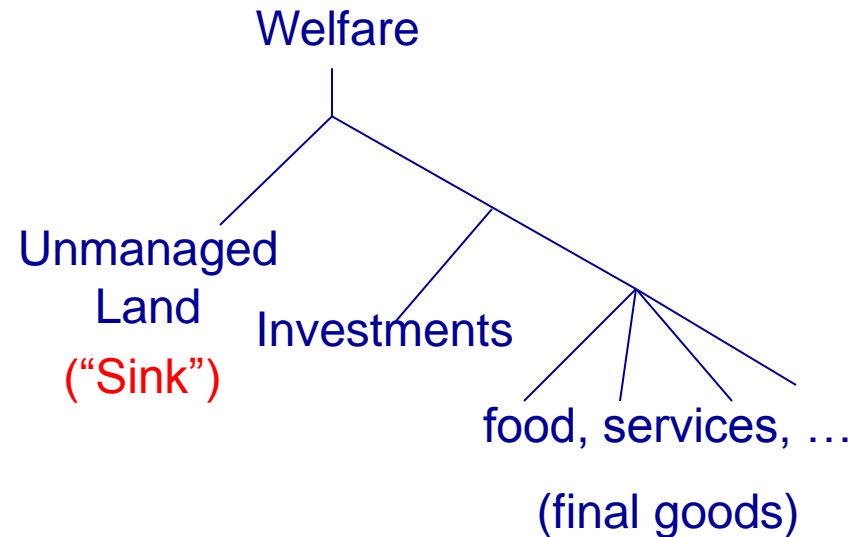 Welfare
Unmanaged
Land
(“Sink”)
Investments
food, services, …
(final goods)